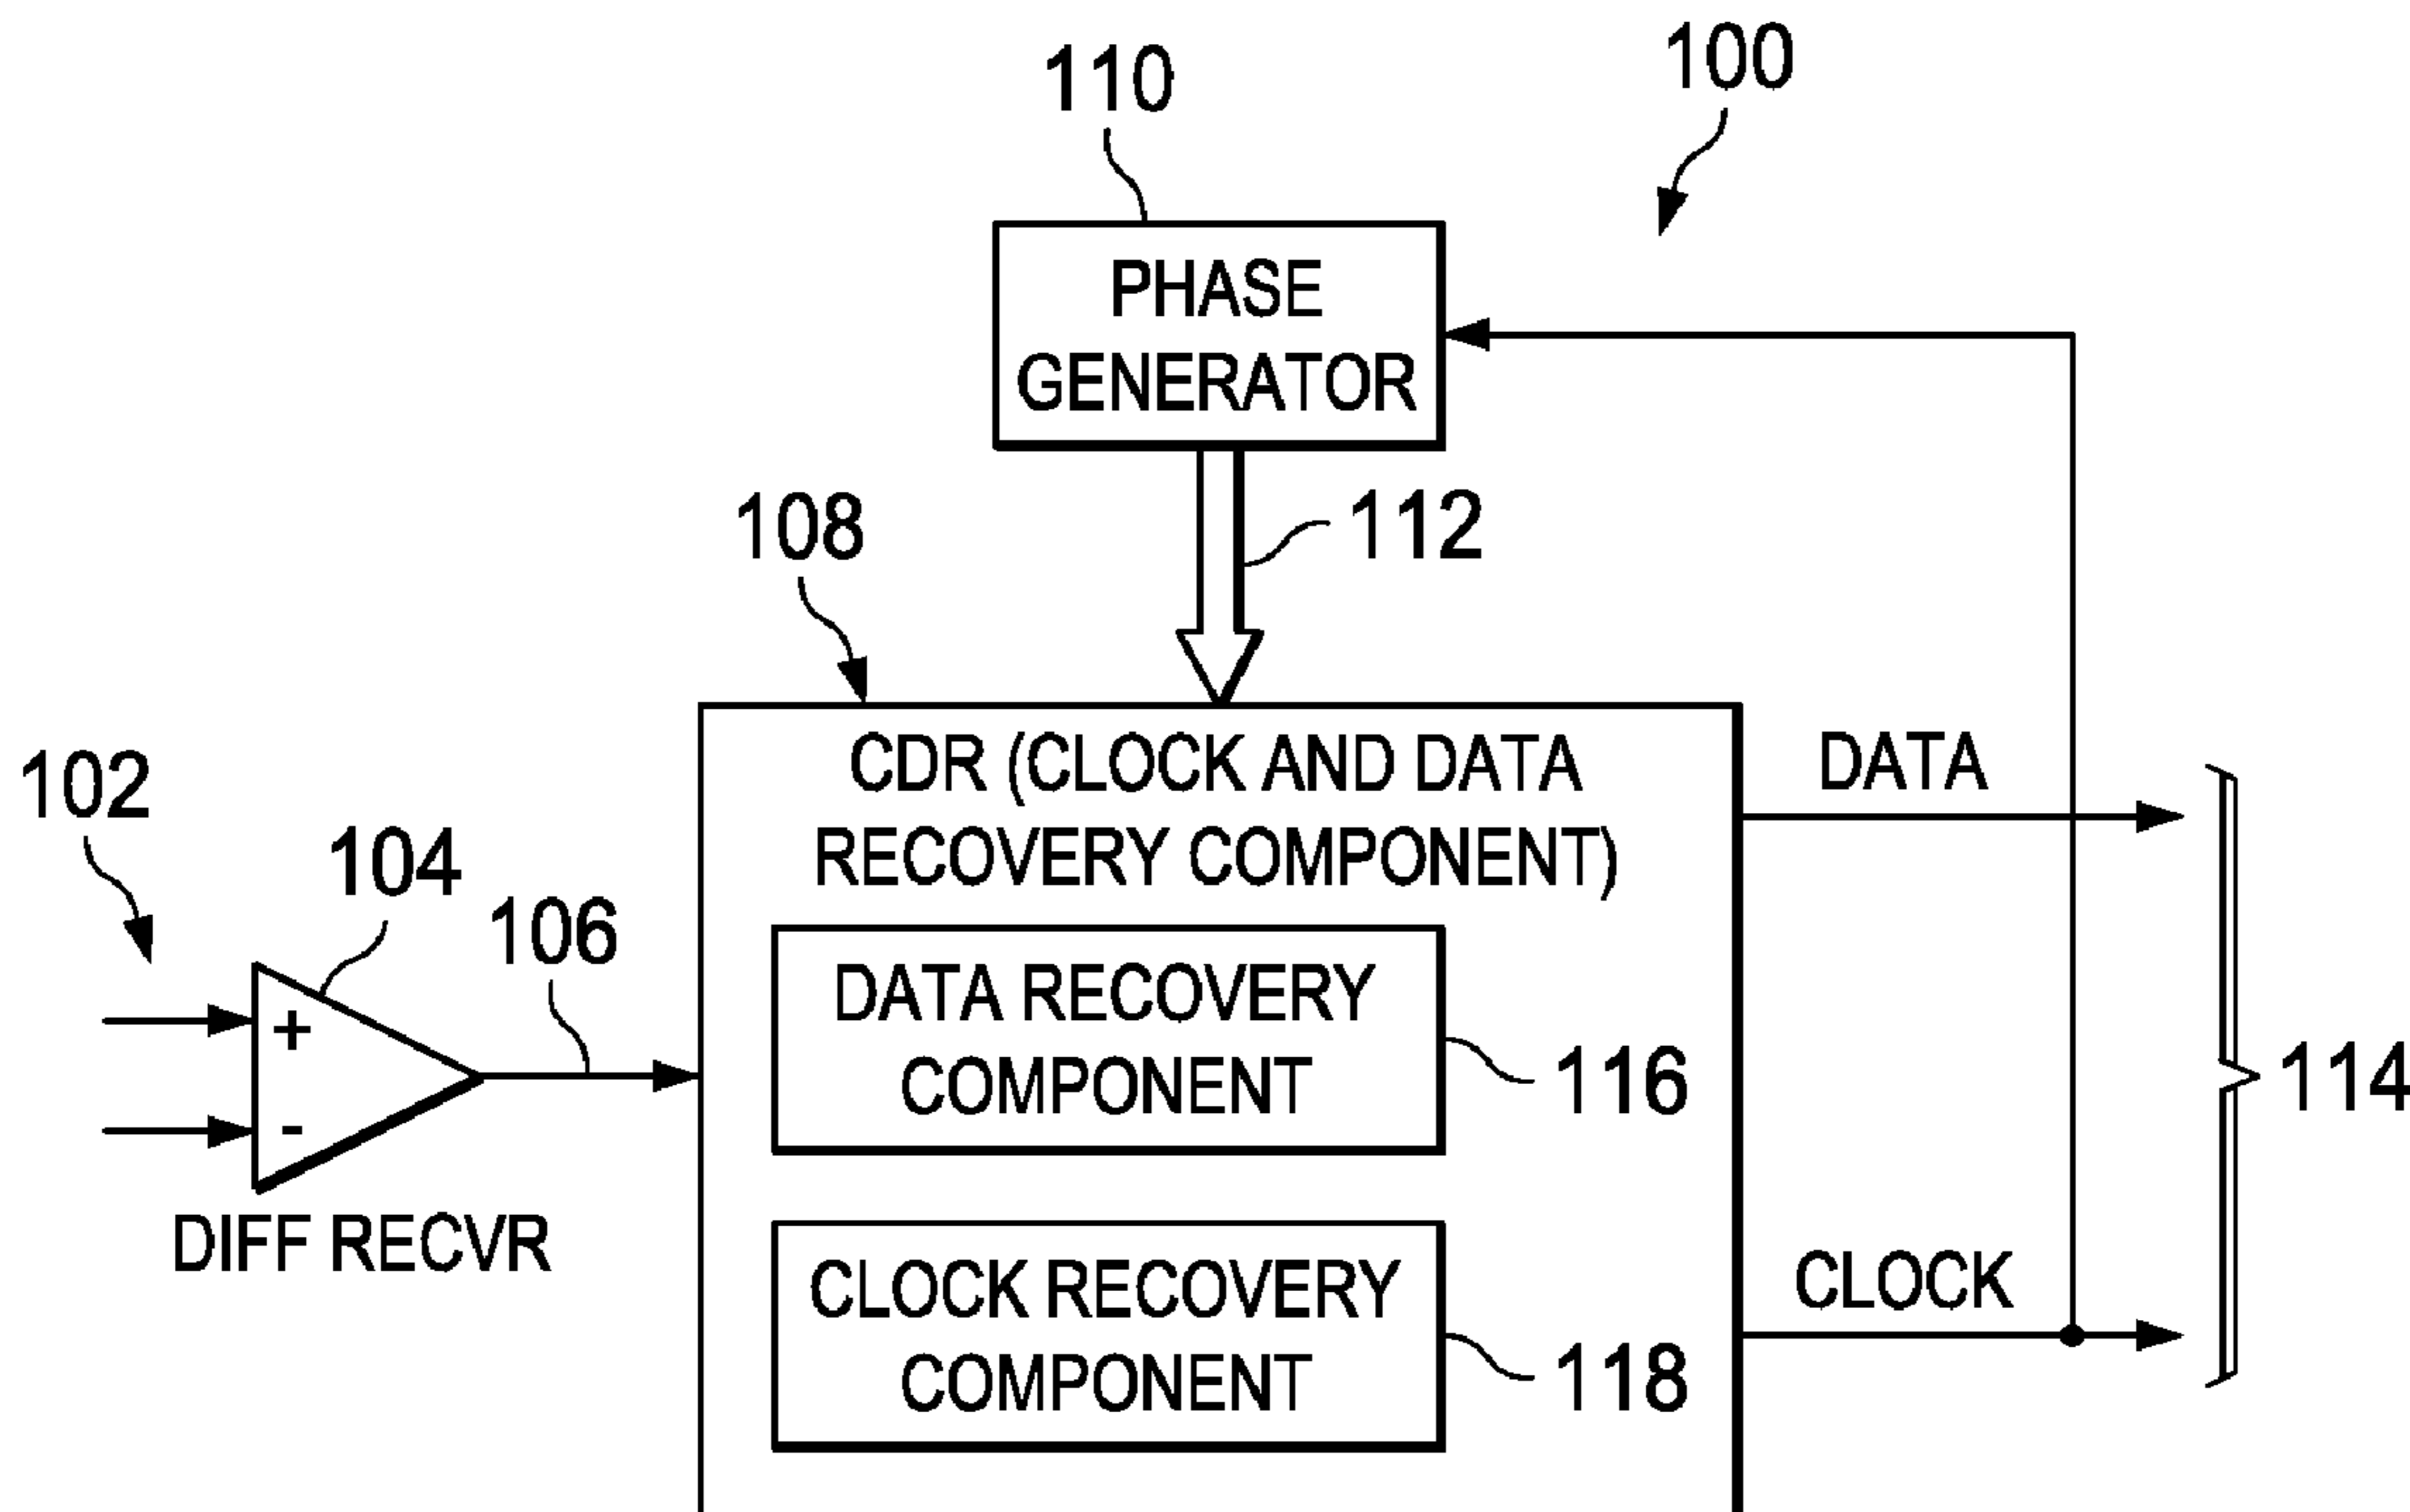 100
110
PHASE
GENERATOR
108
112
CDR (CLOCK AND DATA
RECOVERY COMPONENT)
DATA
102
104
106
DATA RECOVERY
COMPONENT
+
-
116
114
DIFF RECVR
CLOCK RECOVERY
COMPONENT
CLOCK
118